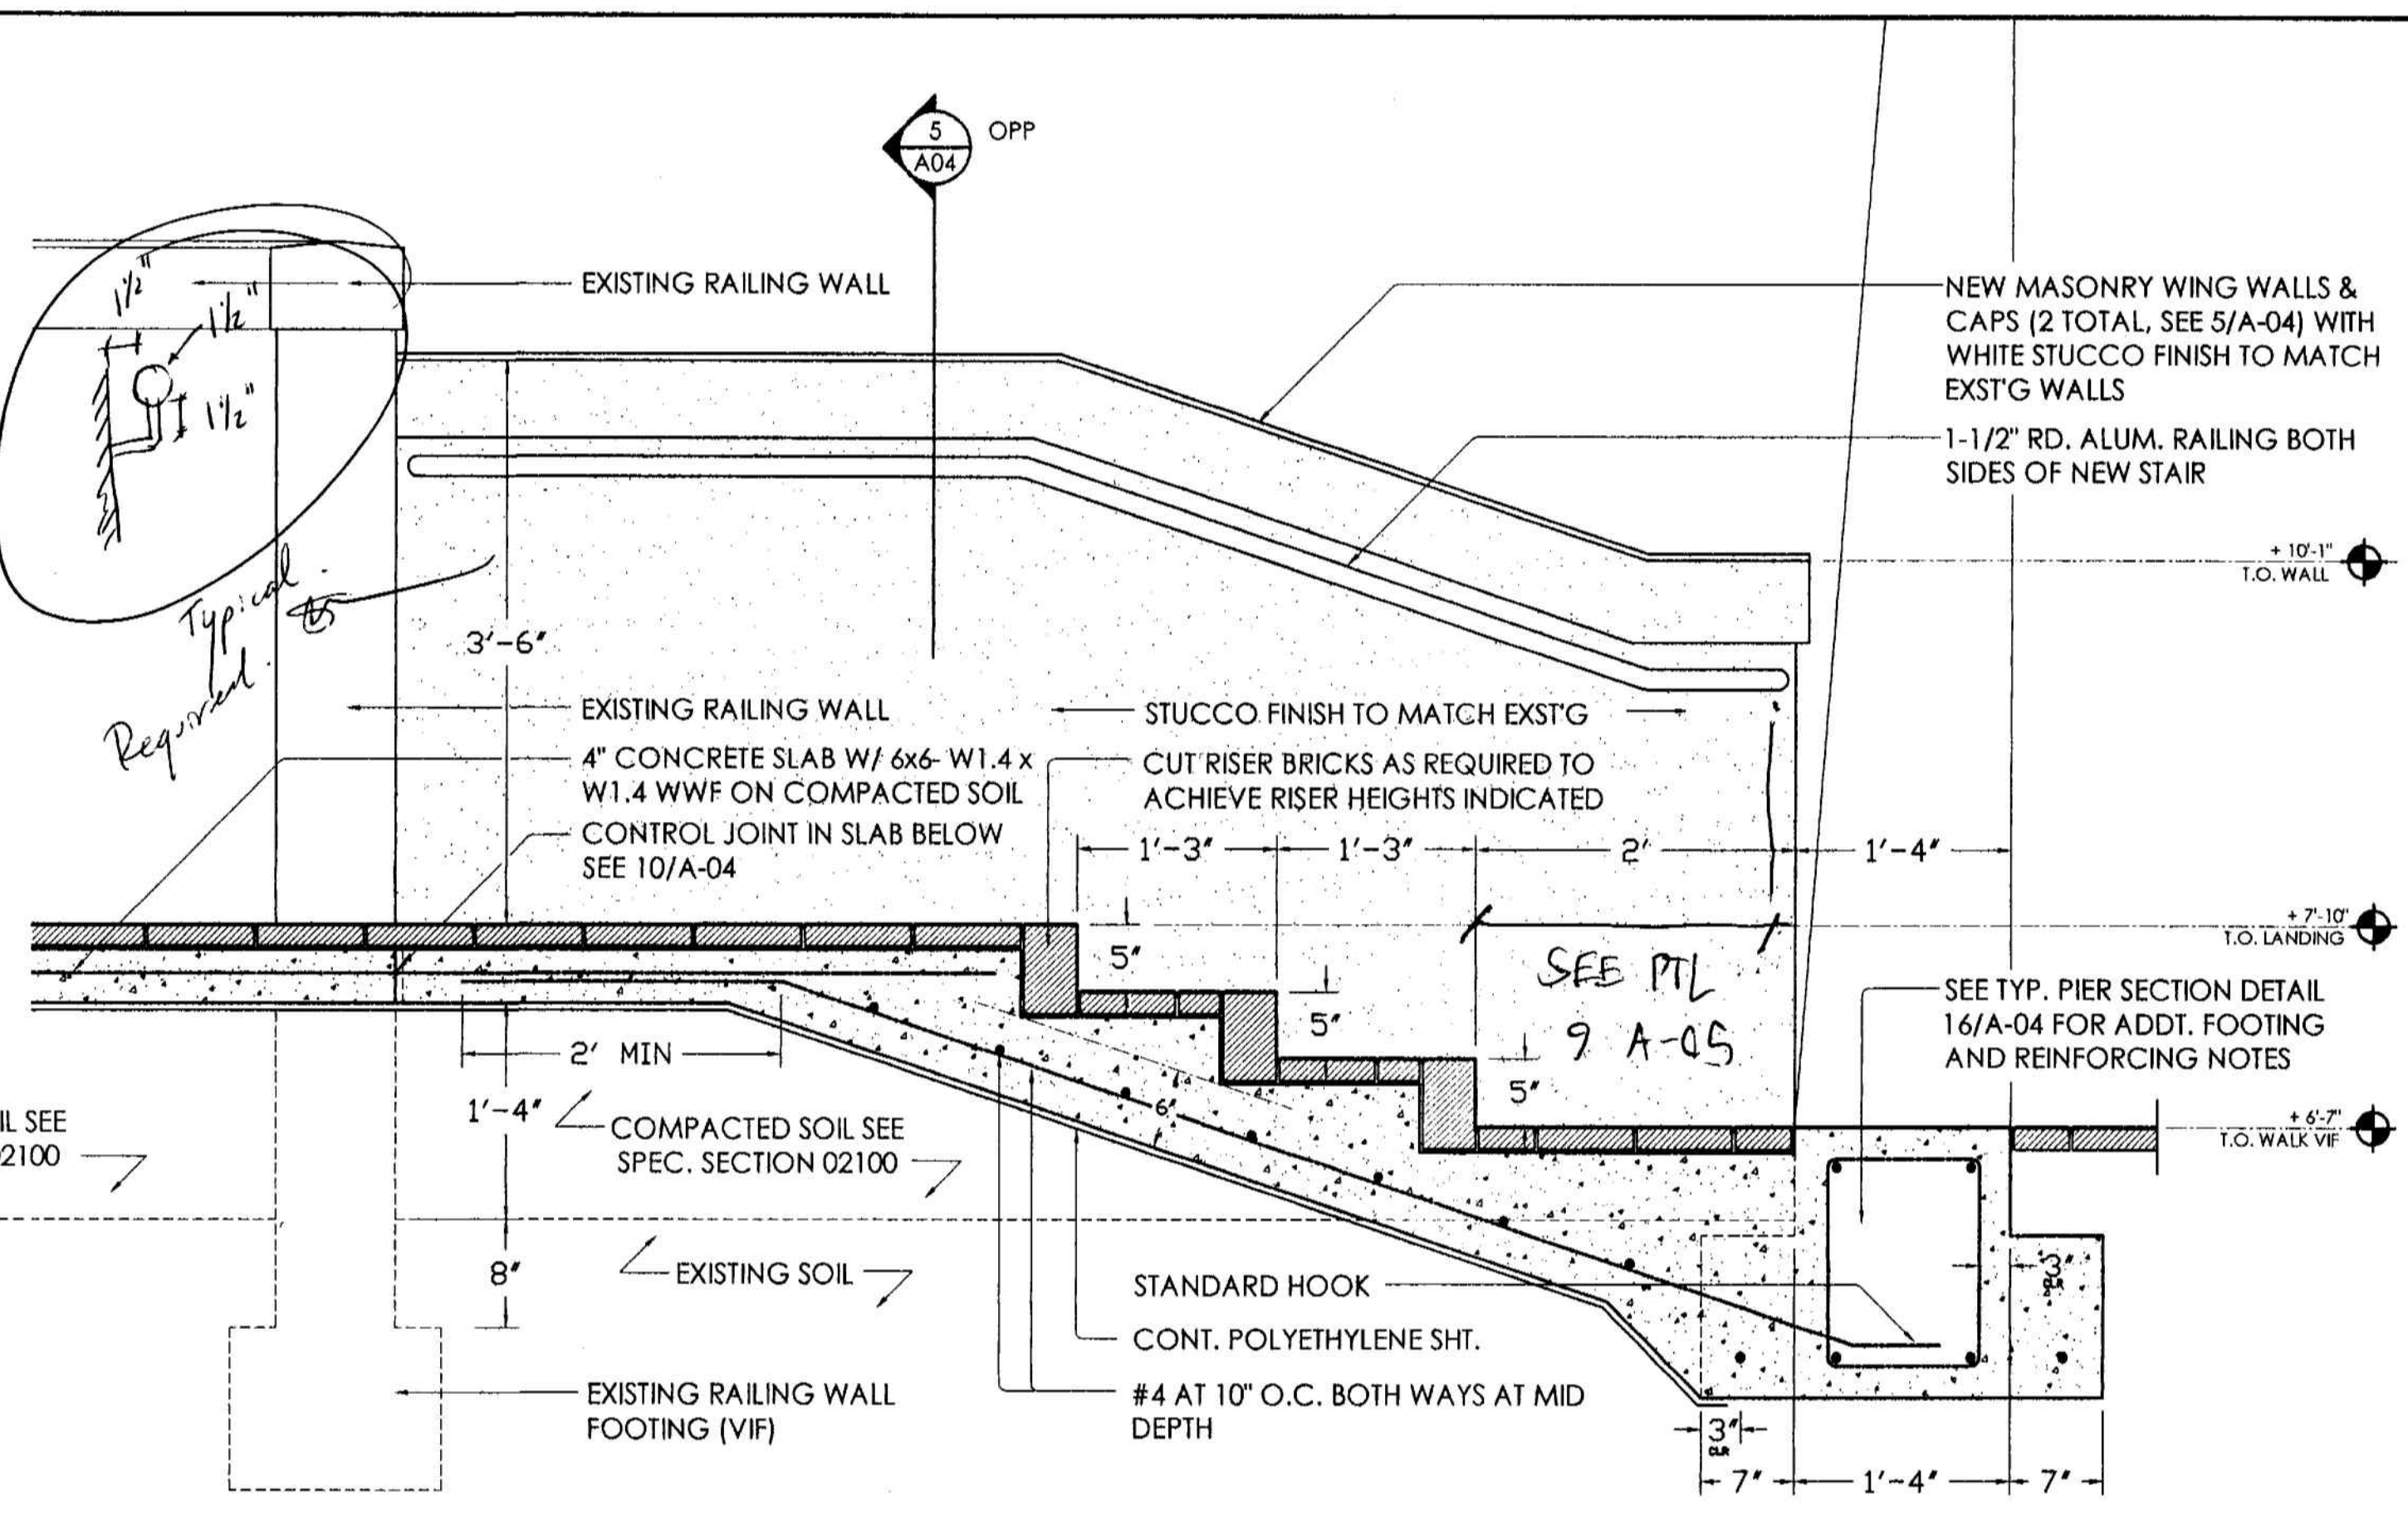 5
A04
OPP
1½"
1½"
1½"
Typical.
Required.
EXISTING RAILING WALL
NEW MASONRY WING WALLS &
CAPS (2 TOTAL, SEE 5/A-04) WITH
WHITE STUCCO FINISH TO MATCH
EXST'G WALLS
1-1/2" RD. ALUM. RAILING BOTH
SIDES OF NEW STAIR
+ 10'-1"
T.O. WALL
3'-6"
EXISTING RAILING WALL
STUCCO FINISH TO MATCH EXST'G
4" CONCRETE SLAB W/ 6x6- W1.4 x
W1.4 WWF ON COMPACTED SOIL
CUT RISER BRICKS AS REQUIRED TO
ACHIEVE RISER HEIGHTS INDICATED
CONTROL JOINT IN SLAB BELOW
SEE 10/A-04
1'-3"
1'-3"
2'
1'-4"
+ 7'-10"
T.O. LANDING
5"
5"
5"
SEE
9 A-05
SEE TYP. PIER SECTION DETAIL
16/A-04 FOR ADDT. FOOTING
AND REINFORCING NOTES
2' MIN
1'-4"
6"
IL SEE
2100
COMPACTED SOIL SEE
SPEC. SECTION 02100
+ 6'-7"
T.O. WALK VIF
8"
EXISTING SOIL
STANDARD HOOK
CONT. POLYETHYLENE SHT.
3"
CLR
EXISTING RAILING WALL
FOOTING (VIF)
#4 AT 10" O.C. BOTH WAYS AT MID
DEPTH
3"
CLR
7"
1'-4"
7"